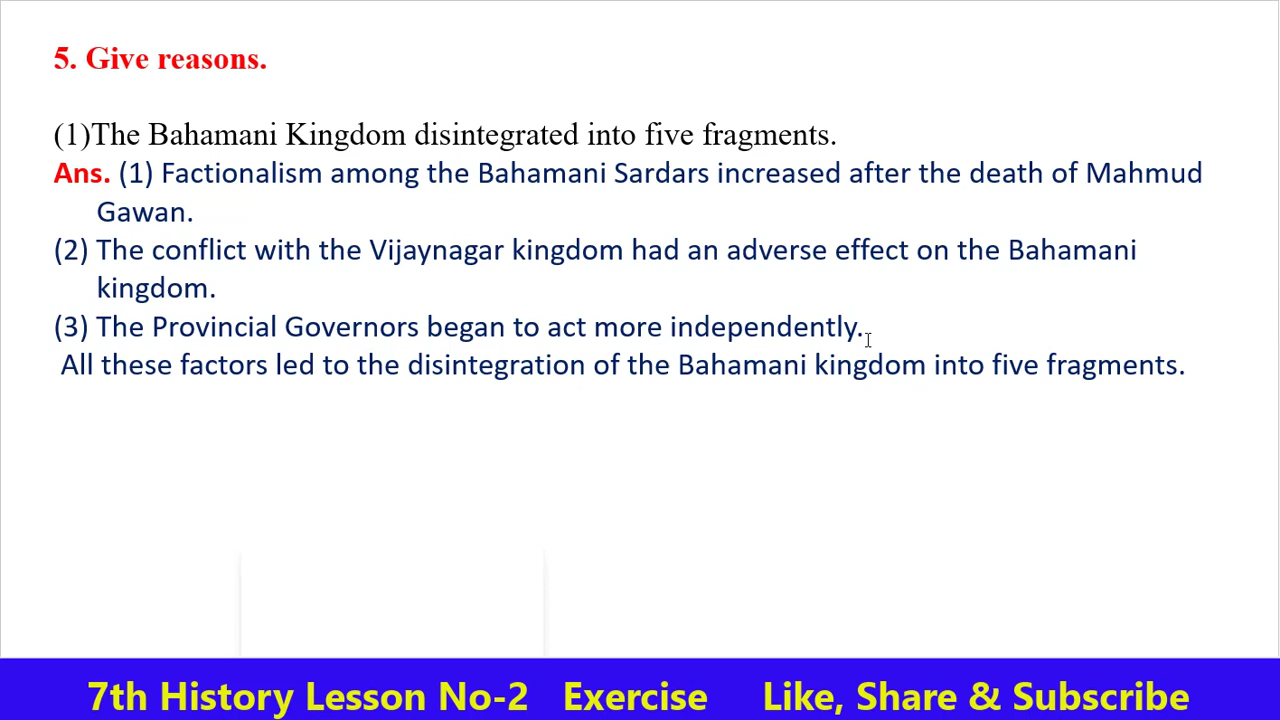 5. Give reasons.
(1)The Bahamani Kingdom disintegrated into five fragments.
Ans. (1) Factionalism among the Bahamani Sardars increased after the death of Mahmud
Gawan.
(2) The conflict with the Vijaynagar kingdom had an adverse effect on the Bahamani
kingdom.
(3) The Provincial Governors began to act more independently.
All these factors led to the disintegration of the Bahamani kingdom into five fragments.
7th History Lesson No-2 Exercise Like, Share & Subscribe